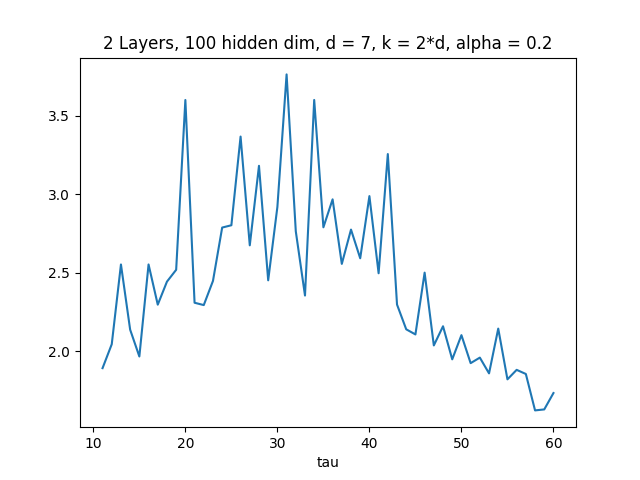 2 Layers, 100 hidden dim, d = 7, k = 2*d, alpha = 0.2
3.5
3.0
2.5
2.0
10 20 30 40 50 60
tau